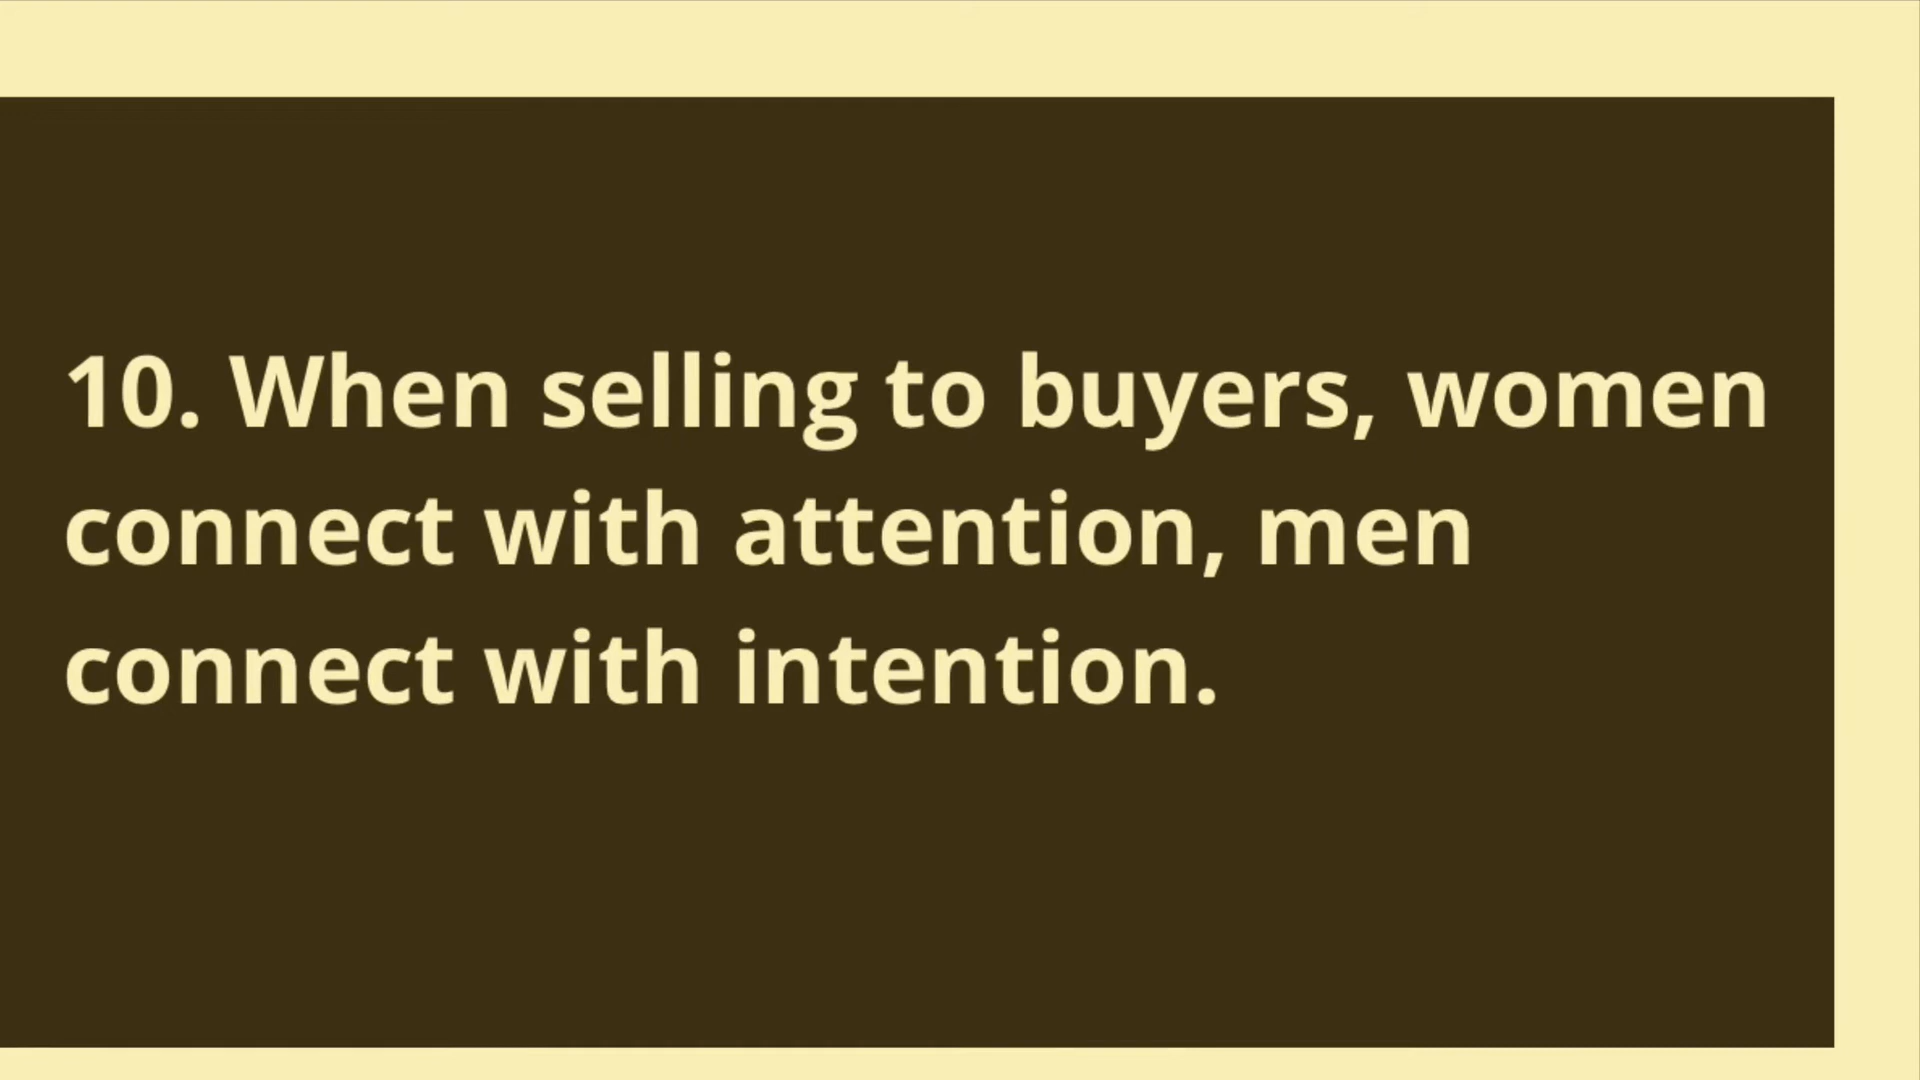 10. When selling to buyers, women
connect with attention, men
connect with intention.